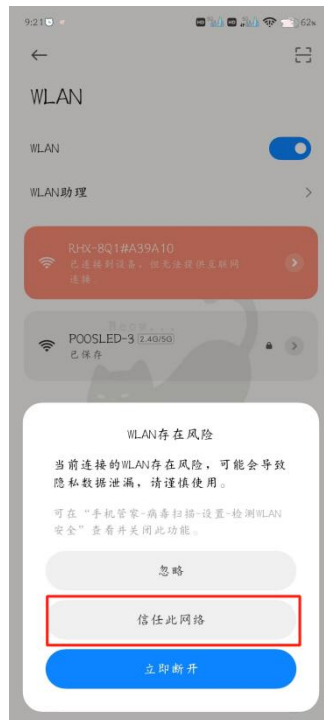 9:21
62
WLAN
WLAN
WLAN助理
RHX-8Q1#A39A10
已连接到设备，但无法提供互联网
连接
POOSLED-3 2.4G/5G
已保存
WLAN存在风险
当前连接的WLAN存在风险，可能会导致
隐私数据泄漏，请谨慎使用。
可在“手机管家-病毒扫描-设置-检测WLAN
安全”查看并关闭此功能。
忽略
信任此网络
立即断开